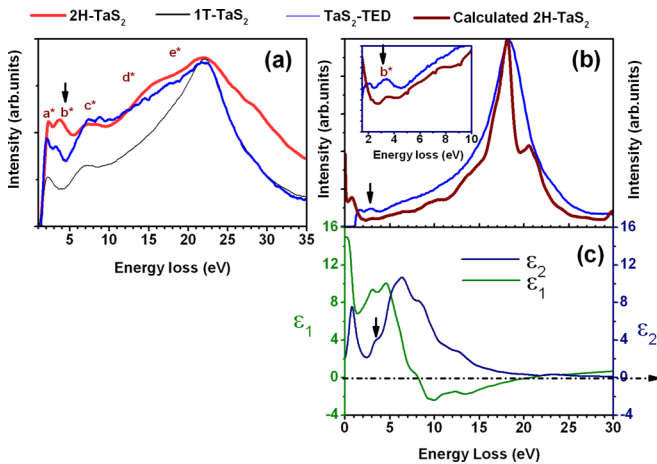 2H-TaS2 1T-TaS2 TaS2-TED Calculated 2H-TaS2
(a)
a* b* c* d* e*
Intensity (arb.units)
5 10 15 20 25 30 35
Energy loss (eV)
(b)
b*
2 4 6 8 10
Energy loss (eV)
Intensity (arb.units)
Intensity (arb.units)
(c)
ε2
ε1
16 12 8 4 0 -4
ε1
16 12 8 4 0 -4
ε2
0 5 10 15 20 25 30
Energy Loss (eV)